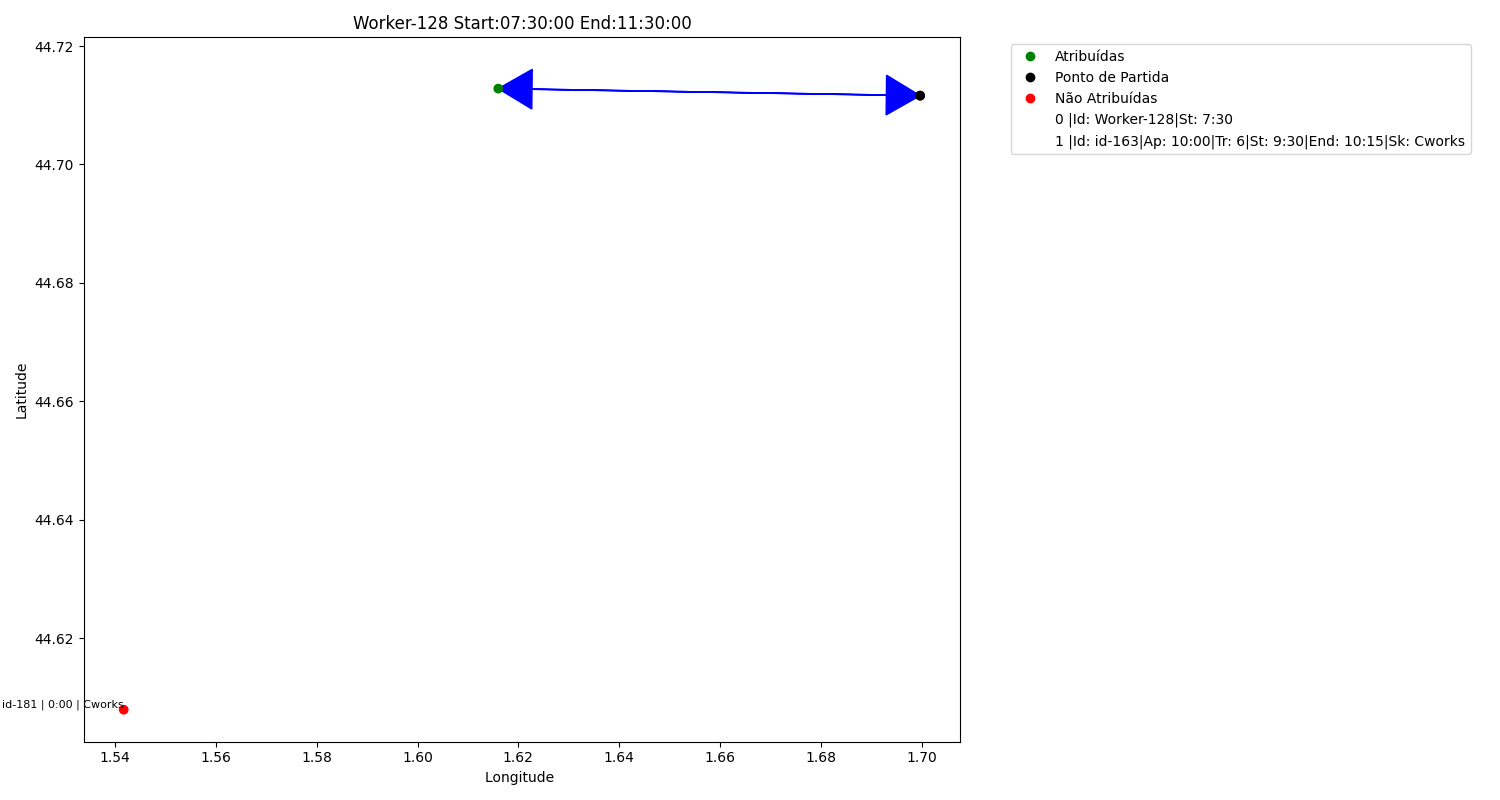 Worker-128 Start:07:30:00 End:11:30:00
Atribuídas
Ponto de Partida
Não Atribuídas
0 |Id: Worker-128|St: 7:30
1 |Id: id-163|Ap: 10:00|Tr: 6|St: 9:30|End: 10:15|Sk: Cworks
Latitude
44.72
44.70
44.68
44.66
44.64
44.62
id-181 | 0:00 | Cworks
1.54 1.56 1.58 1.60 1.62 1.64 1.66 1.68 1.70
Longitude